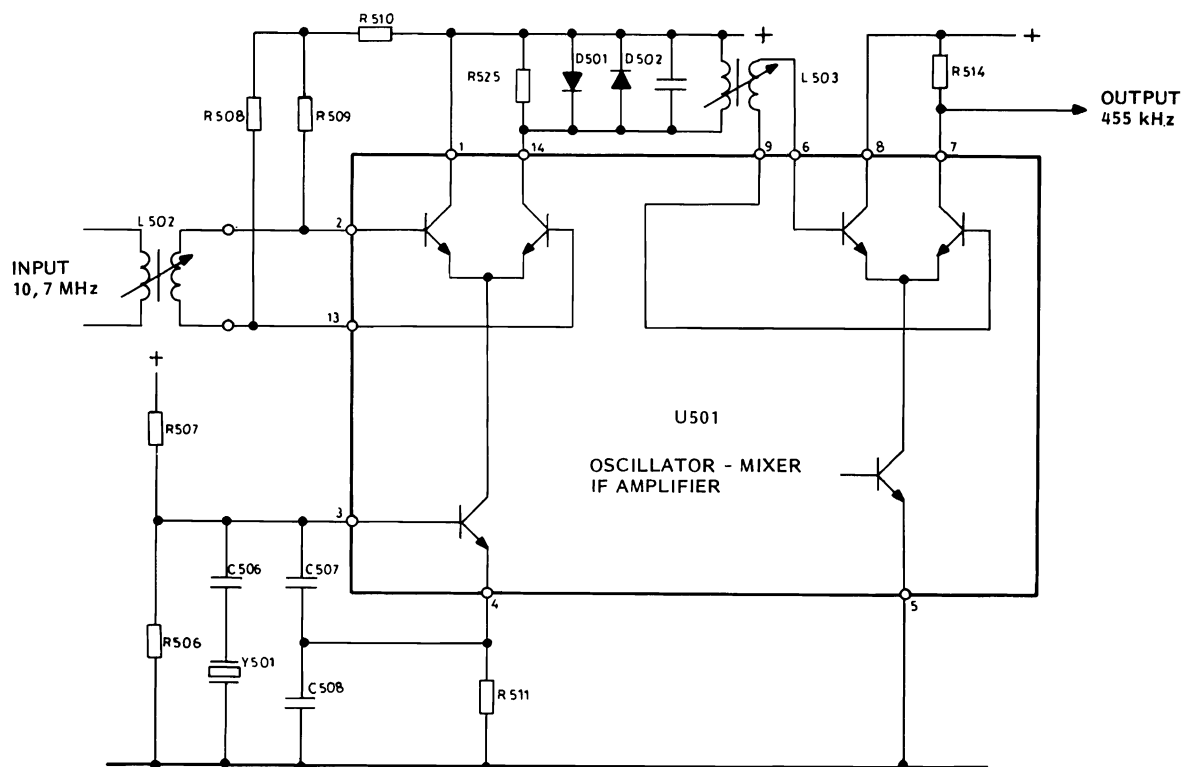 R510
+
+
D501
D502
R525
L503
R514
OUTPUT
455 kHz
R508
R509
1
14
9
6
8
7
L502
2
INPUT
10,7 MHz
13
+
R507
U501
OSCILLATOR - MIXER
IF AMPLIFIER
3
C506
C507
4
5
R506
Y501
C508
R511